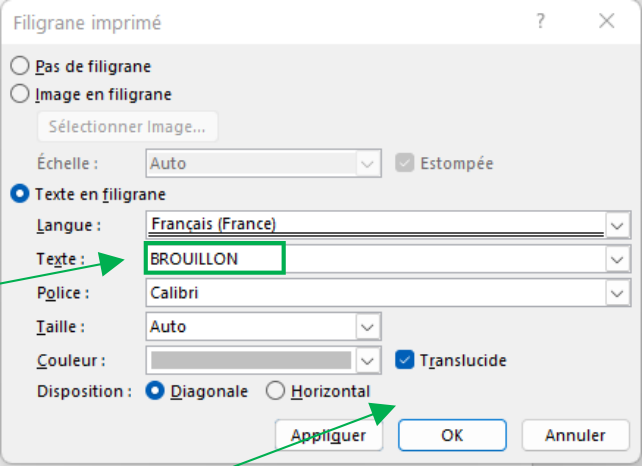 Filigrane imprimé ? ×
Pas de filigrane
Image en filigrane
Sélectionner Image...
Échelle : Auto Estompée
Texte en filigrane
Langue : Français (France)
Texte : BROUILLON
Police : Calibri
Taille : Auto
Couleur : Translucide
Disposition : Diagonale Horizontal
Appliquer OK Annuler